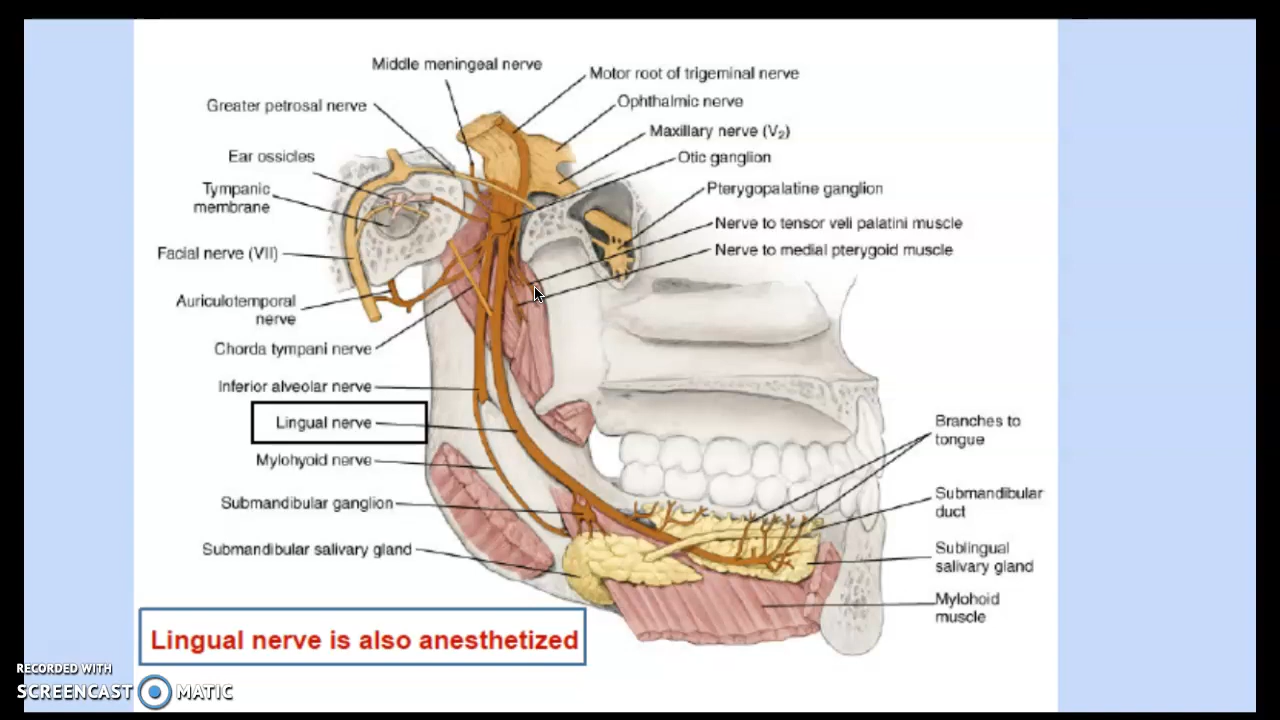 Middle meningeal nerve
Motor root of trigeminal nerve
Greater petrosal nerve
Ophthalmic nerve
Maxillary nerve (V₂)
Ear ossicles
Otic ganglion
Tympanic
membrane
Pterygopalatine ganglion
Nerve to tensor veli palatini muscle
Facial nerve (VII)
Nerve to medial pterygoid muscle
Auriculotemporal
nerve
Chorda tympani nerve
Inferior alveolar nerve
Lingual nerve
Branches to
tongue
Mylohyoid nerve
Submandibular ganglion
Submandibular
duct
Submandibular salivary gland
Sublingual
salivary gland
Mylohoid
muscle
Lingual nerve is also anesthetized
RECORDED WITH
SCREENCAST MATIC